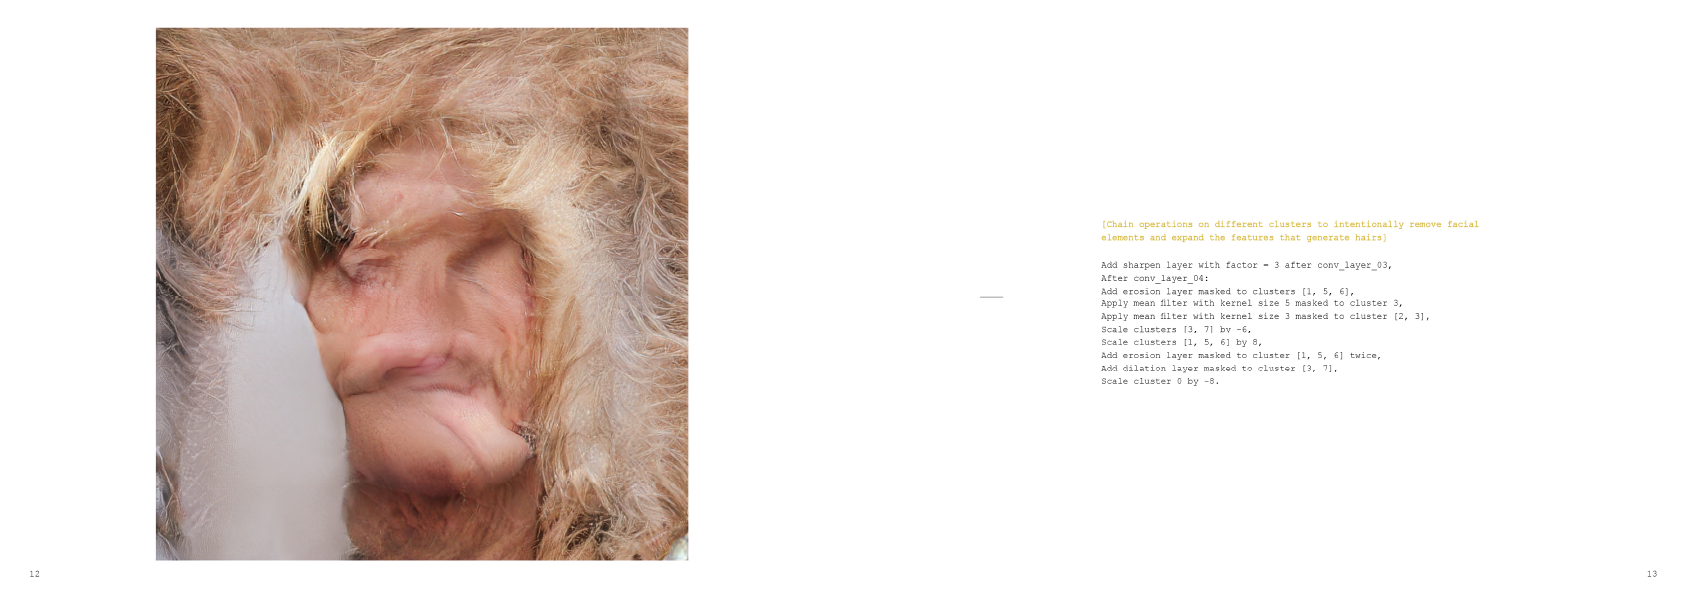 12
[Chain operations on different clusters to intentionally remove facial
elements and expand the features that generate hairs]
Add sharpen layer with factor = 3 after conv_layer_03,
After conv_layer_04:
Add erosion layer masked to clusters [1, 5, 6],
Apply mean filter with kernel size 5 masked to cluster 3,
Apply mean filter with kernel size 3 masked to cluster [2, 3],
Scale clusters [3, 7] by -6,
Scale clusters [1, 5, 6] by 8,
Add erosion layer masked to cluster [1, 5, 6] twice,
Add dilation layer masked to cluster [3, 7],
Scale cluster 0 by -8.
13